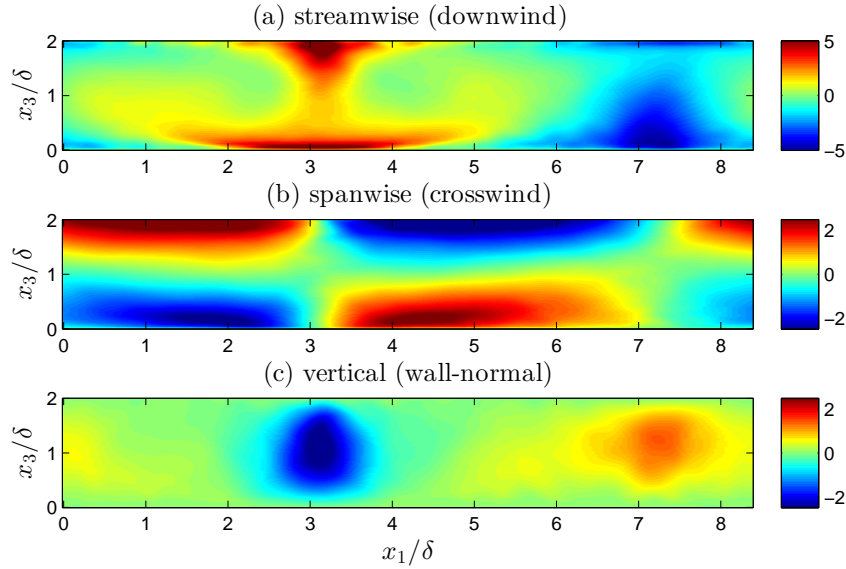 (a) streamwise (downwind)
2
1
0
x₃/δ
0 1 2 3 4 5 6 7 8
5
0
−5
(b) spanwise (crosswind)
2
1
0
x₃/δ
0 1 2 3 4 5 6 7 8
2
0
−2
(c) vertical (wall-normal)
2
1
0
x₃/δ
0 1 2 3 4 5 6 7 8
2
0
−2
x₁/δ